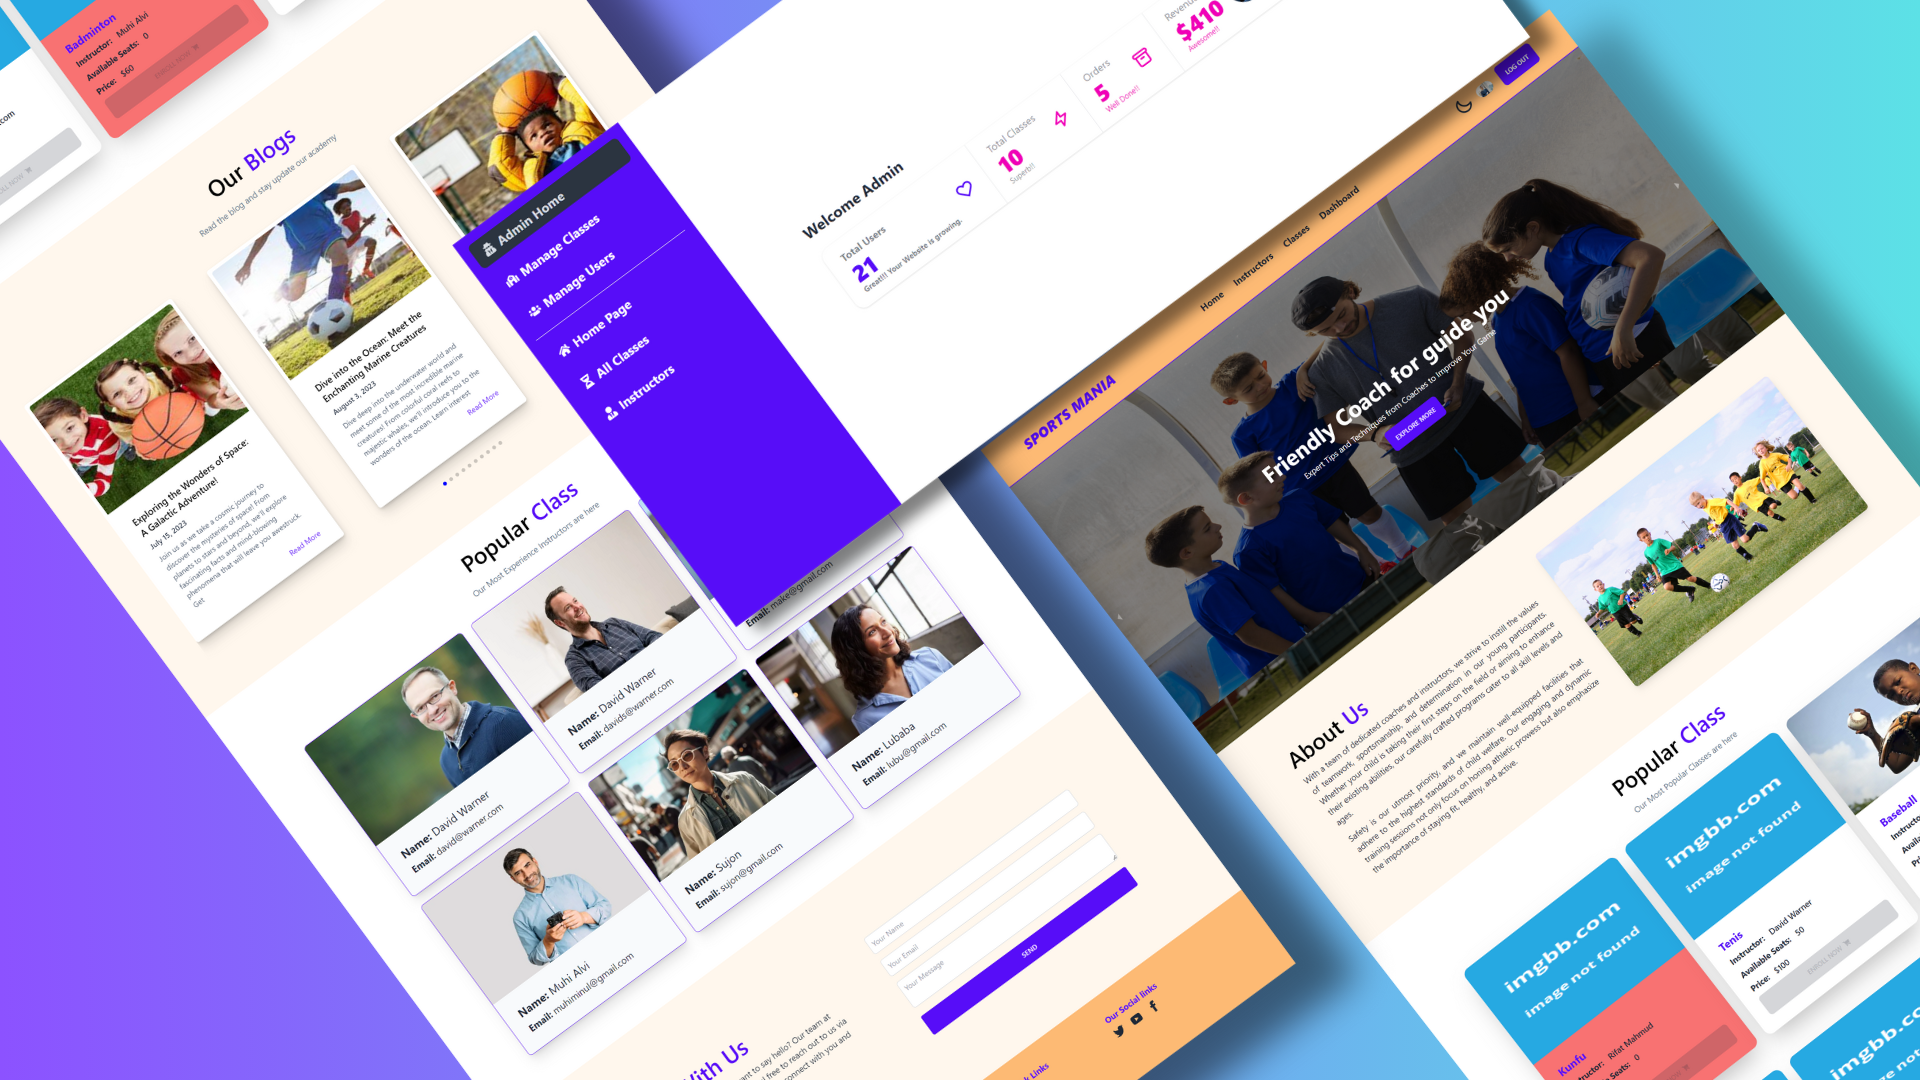 Badminton
Instructor: Muhi Alvi
Available Seats: 0
Price: $60
ENROLL NOW
.com
ROLL NOW
Our Blogs
Read the blog and stay update our academy
Exploring the Wonders of Space:
A Galactic Adventure!
July 15, 2023
Join us as we take a cosmic journey to
discover the mysteries of space! From
planets to stars and beyond, we'll explore
fascinating facts and mind-blowing
phenomena that will leave you awestruck.
Get
Read More
Dive into the Ocean: Meet the
Enchanting Marine Creatures
August 3, 2023
Dive deep into the underwater world and
meet some of the most incredible marine
creatures! From colorful coral reefs to
majestic whales, we'll introduce you to the
wonders of the ocean. Learn interest
Read More
Admin Home
Manage Classes
Manage Users
Home Page
All Classes
Instructors
Welcome Admin
Total Users
21
Great!!! Your Website is growing.
Total Classes
10
Superb!!
Orders
5
Well Done!!
Revenu
$410
Awesome!!
Popular Class
Our Most Experience Instructors are here
Name: David Warner
Email: david@warner.com
Name: David Warner
Email: davids@warner.com
Email: make@gmail.com
Name: Muhi Alvi
Email: muhiminul@gmail.com
Name: Sujon
Email: sujon@gmail.com
Name: Lubaba
Email: lubu@gmail.com
With Us
ant to say hello? Our team at
l free to reach out to us via
onnect with you and
Your Name
Your Email
Your Message
SEND
Our Social links
k Links
SPORTS MANIA
Home
Instructors
Classes
Dashboard
LOG OUT
Friendly Coach for guide you
Expert Tips and Techniques from Coaches to Improve Your Game
EXPLORE MORE
About Us
With a team of dedicated coaches and instructors, we strive to instill the values
of teamwork, sportsmanship, and determination in our young participants.
Whether your child is taking their first steps on the field or aiming to enhance
their existing abilities, our carefully crafted programs cater to all skill levels and
ages.
Safety is our utmost priority, and we maintain well-equipped facilities that
adhere to the highest standards of child welfare. Our engaging and dynamic
training sessions not only focus on honing athletic prowess but also emphasize
the importance of staying fit, healthy, and active.
Popular Class
Our Most Popular Classes are here
imgbb.com
image not found
Kunfu
tructor: Rifat Mahmud
Seats: 0
imgbb.com
image not found
Tenis
Instructor: David Warner
Available Seats: 50
Price: $100
ENROLL NOW
Baseball
Instru
Availa
Pri
imgbb.co